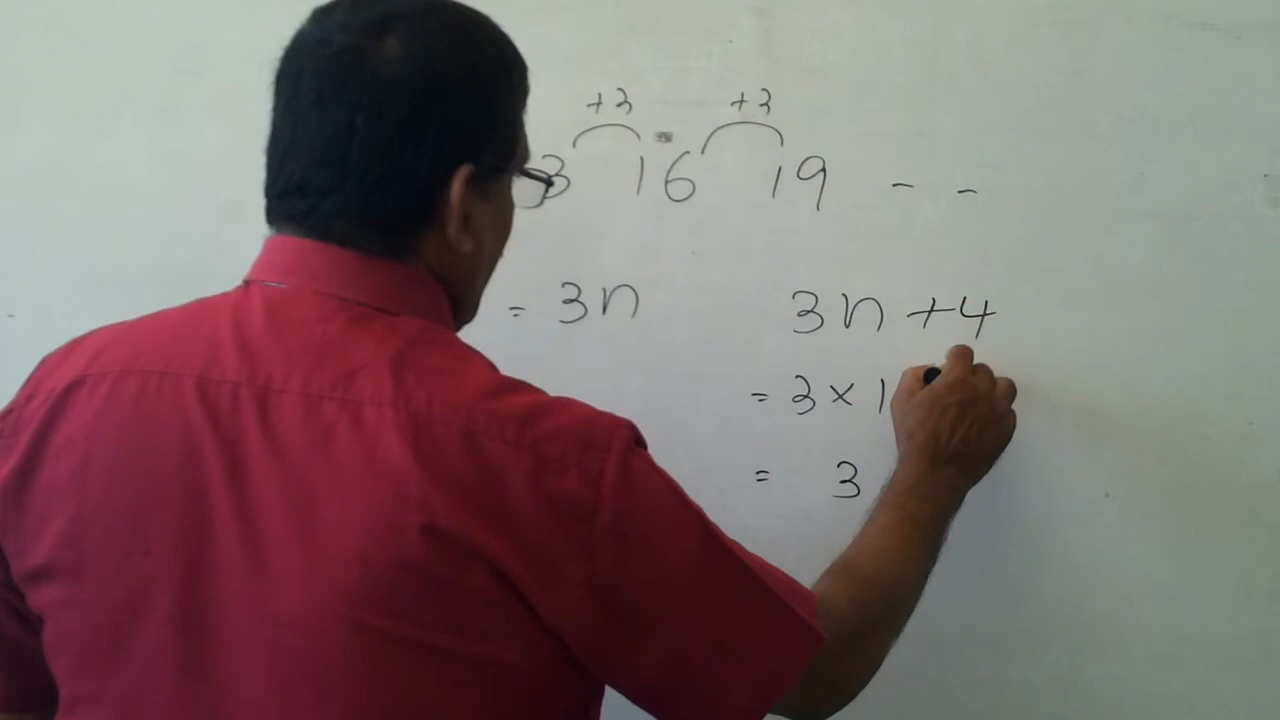 +3 +3
3 16 19 - -
= 3n 3n +4
= 3 × 1
= 3